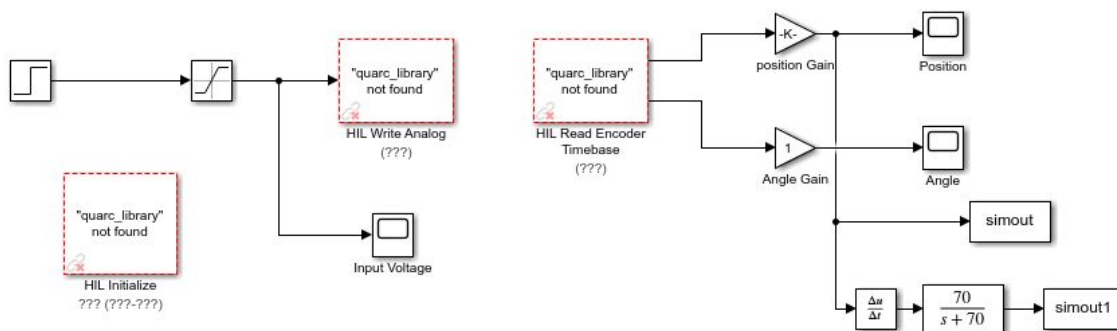 "quarc_library"
not found
HIL Write Analog
(???)
"quarc_library"
not found
HIL Initialize
??? (???-???)
Input Voltage
"quarc_library"
not found
HIL Read Encoder
Timebase
(???)
-K-
position Gain
Position
1
Angle Gain
Angle
simout
Δu
Δt
70
s + 70
simout1